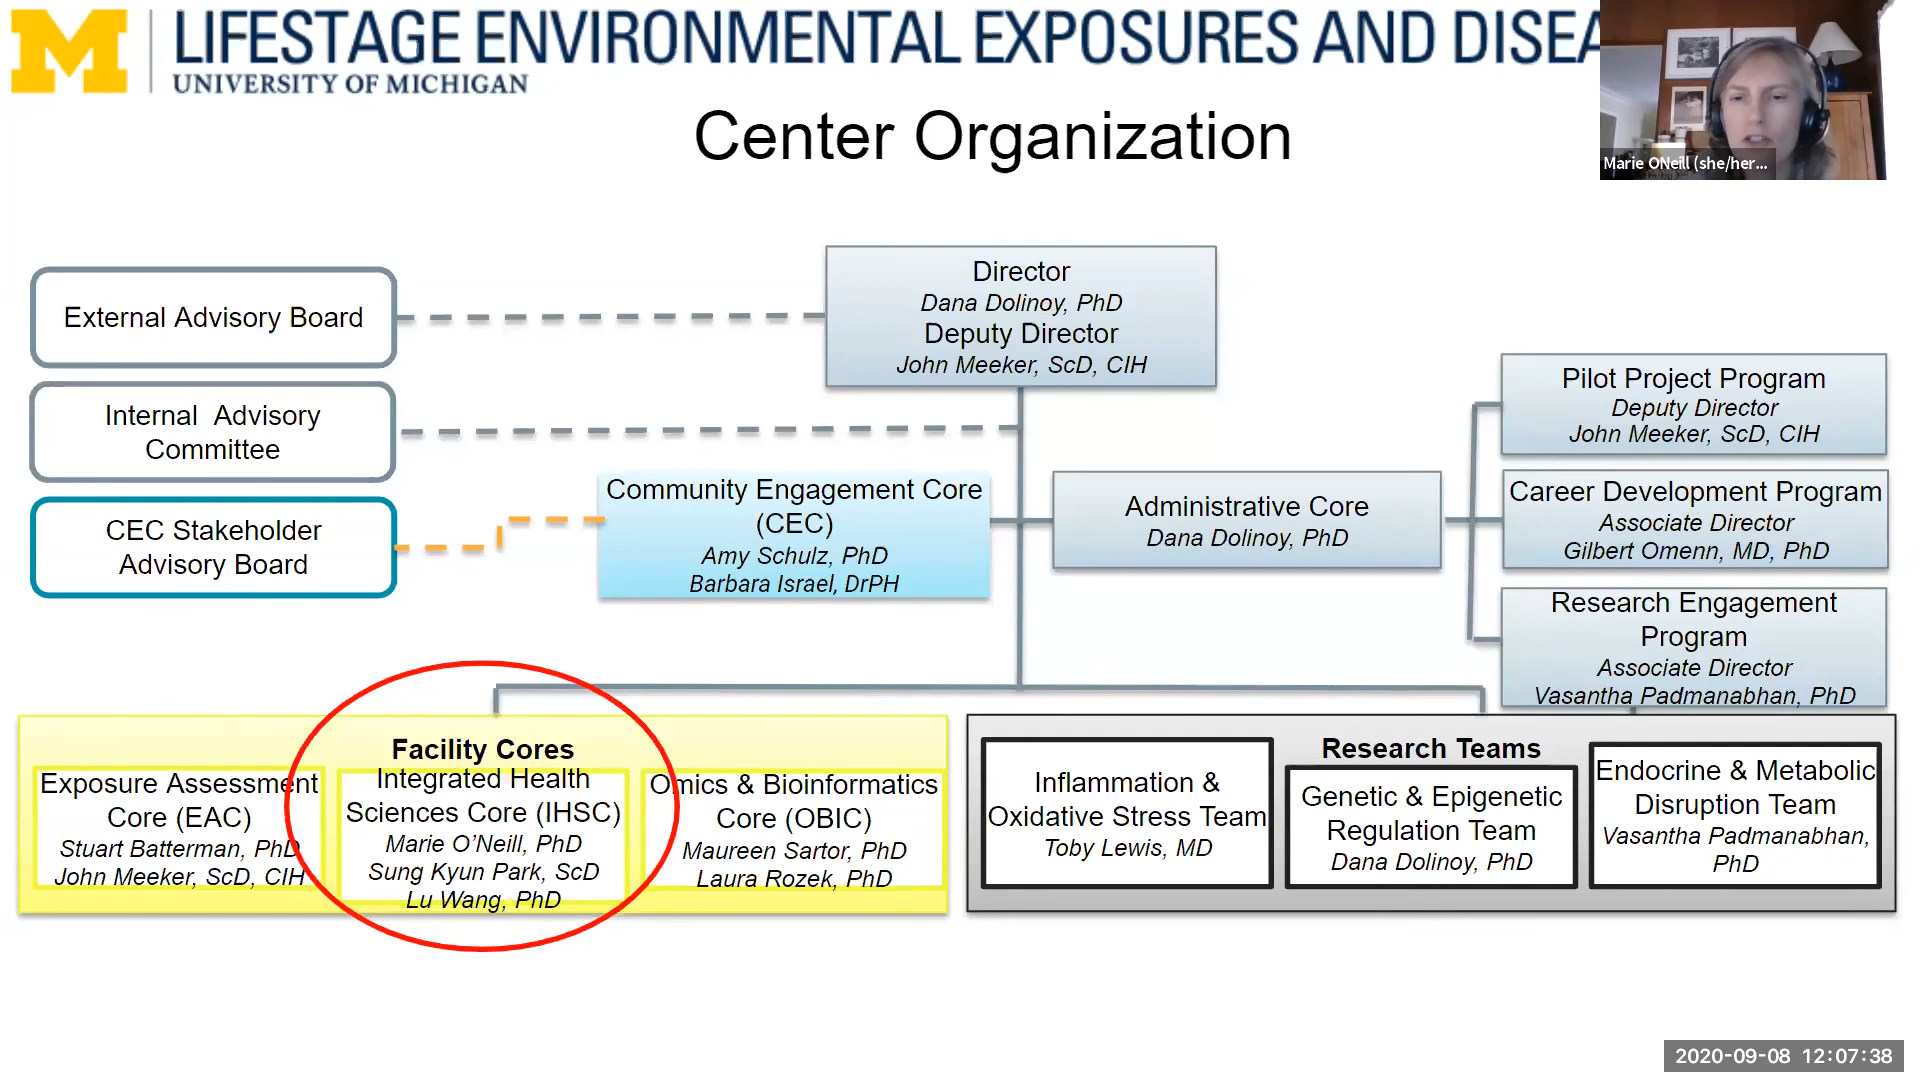 LIFESTAGE ENVIRONMENTAL EXPOSURES AND DISEA
UNIVERSITY OF MICHIGAN
Marie ONeill (she/her...
Center Organization
Director
Dana Dolinoy, PhD
Deputy Director
John Meeker, ScD, CIH
External Advisory Board
Internal Advisory
Committee
CEC Stakeholder
Advisory Board
Community Engagement Core
(CEC)
Amy Schulz, PhD
Barbara Israel, DrPH
Administrative Core
Dana Dolinoy, PhD
Pilot Project Program
Deputy Director
John Meeker, ScD, CIH
Career Development Program
Associate Director
Gilbert Omenn, MD, PhD
Research Engagement
Program
Associate Director
Vasantha Padmanabhan, PhD
Facility Cores
Exposure Assessment
Core (EAC)
Stuart Batterman, PhD
John Meeker, ScD, CIH
Integrated Health
Sciences Core (IHSC)
Marie O’Neill, PhD
Sung Kyun Park, ScD
Lu Wang, PhD
Omics & Bioinformatics
Core (OBIC)
Maureen Sartor, PhD
Laura Rozek, PhD
Research Teams
Inflammation &
Oxidative Stress Team
Toby Lewis, MD
Genetic & Epigenetic
Regulation Team
Dana Dolinoy, PhD
Endocrine & Metabolic
Disruption Team
Vasantha Padmanabhan,
PhD
2020-09-08 12:07:38